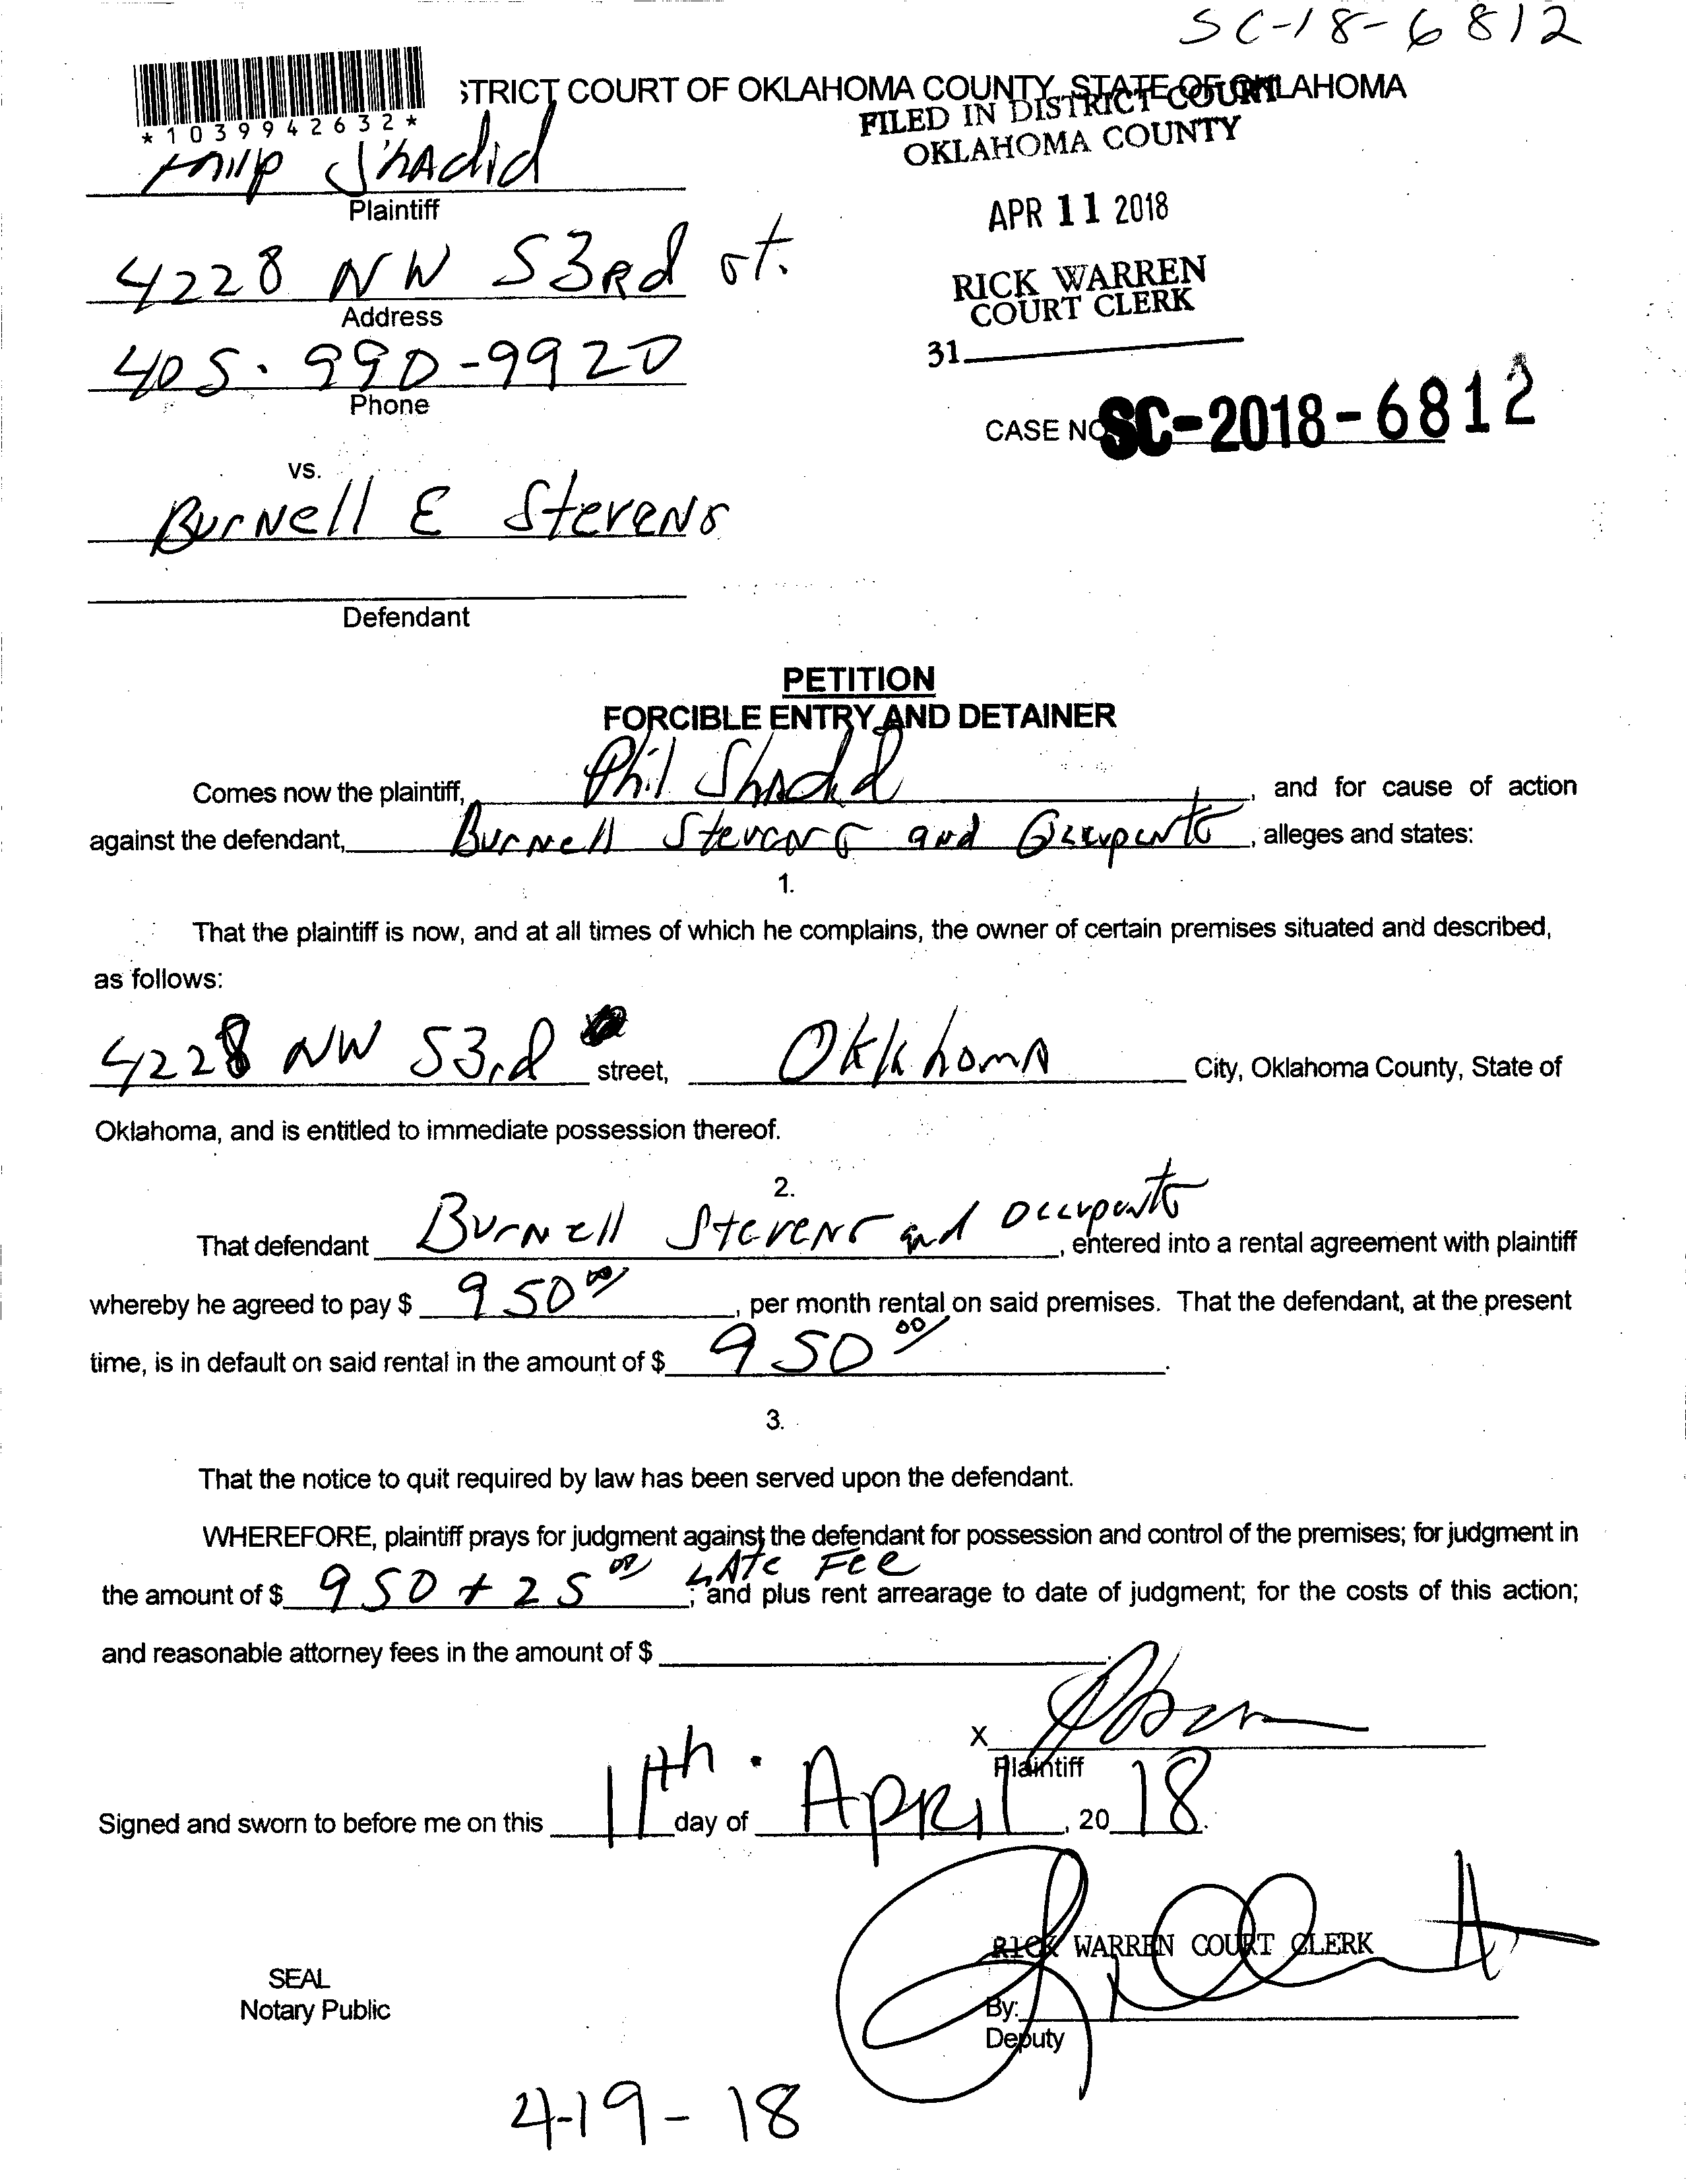 SC-18-6812
STRICT COURT OF OKLAHOMA COUNTY, STATE OF OKLAHOMA
FILED IN DISTRICT COURT
OKLAHOMA COUNTY
*1039942632*
Philip Shadid
Plaintiff
APR 11 2018
4228 NW 53Rd st.
Address
RICK WARREN
COURT CLERK
405. 990-9920
Phone
31
CASE NO. SC-2018-6812
vs.
Burnell E Stevens
Defendant
PETITION
FORCIBLE ENTRY AND DETAINER
Comes now the plaintiff, Phil Shadid, and for cause of action
against the defendant, Burnell Stevens and Occupants, alleges and states:
1.
That the plaintiff is now, and at all times of which he complains, the owner of certain premises situated and described,
as follows:
4228 NW 53rd street, Oklahoma City, Oklahoma County, State of
Oklahoma, and is entitled to immediate possession thereof.
2.
That defendant Burnell Stevens and Occupants, entered into a rental agreement with plaintiff
whereby he agreed to pay $ 950 00/, per month rental on said premises. That the defendant, at the present
time, is in default on said rental in the amount of $ 950 00/.
3.
That the notice to quit required by law has been served upon the defendant.
WHEREFORE, plaintiff prays for judgment against the defendant for possession and control of the premises; for judgment in
the amount of $ 950 + 25 00/ LATE Fee; and plus rent arrearage to date of judgment; for the costs of this action;
and reasonable attorney fees in the amount of $
X
Plaintiff
Signed and sworn to before me on this 11th. day of April, 20 18.
RICK WARREN COURT CLERK
SEAL
Notary Public
By:
Deputy
4-19-18